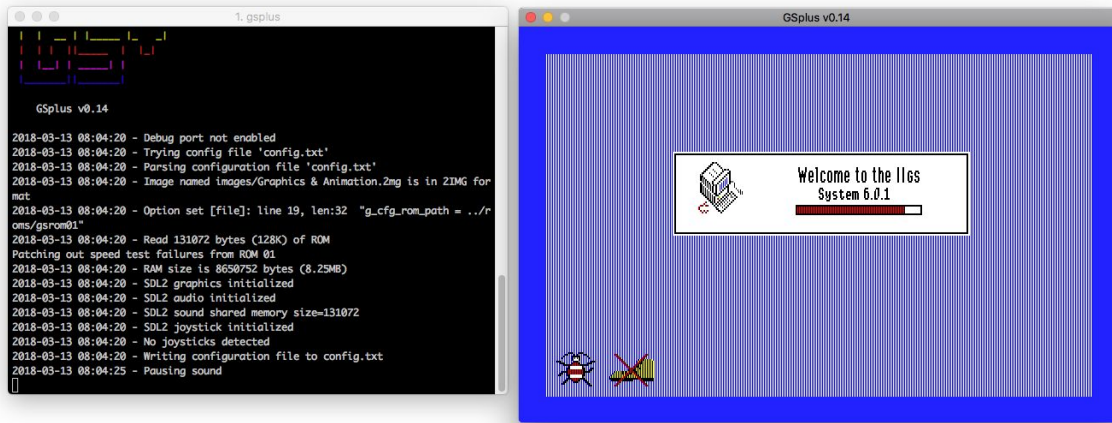 1. gsplus
GSplus v0.14
2018-03-13 08:04:20 - Debug port not enabled
2018-03-13 08:04:20 - Trying config file 'config.txt'
2018-03-13 08:04:20 - Parsing configuration file 'config.txt'
2018-03-13 08:04:20 - Image named images/Graphics & Animation.2mg is in 2IMG for
mat
2018-03-13 08:04:20 - Option set [file]: line 19, len:32  "g_cfg_rom_path = ../r
oms/gsrom01"
2018-03-13 08:04:20 - Read 131072 bytes (128K) of ROM
Patching out speed test failures from ROM 01
2018-03-13 08:04:20 - RAM size is 8650752 bytes (8.25MB)
2018-03-13 08:04:20 - SDL2 graphics initialized
2018-03-13 08:04:20 - SDL2 audio initialized
2018-03-13 08:04:20 - SDL2 sound shared memory size=131072
2018-03-13 08:04:20 - SDL2 joystick initialized
2018-03-13 08:04:20 - No joysticks detected
2018-03-13 08:04:20 - Writing configuration file to config.txt
2018-03-13 08:04:25 - Pausing sound
GSplus v0.14
Welcome to the IIgs
System 6.0.1